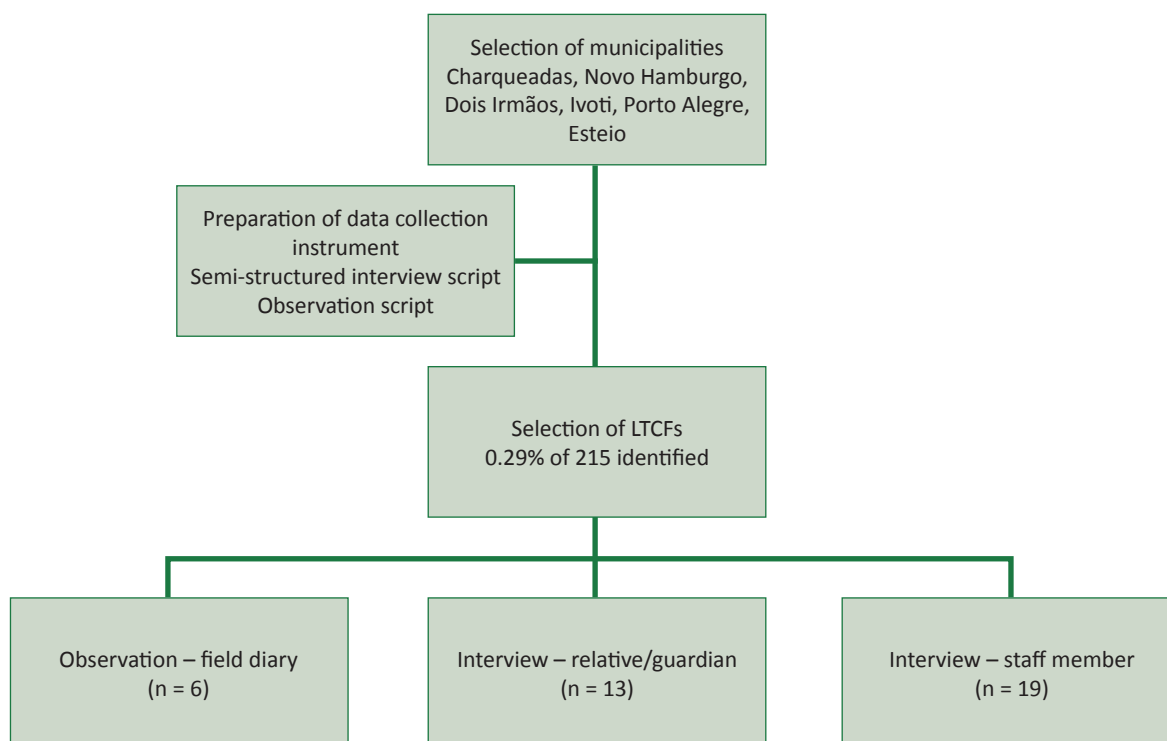 Selection of municipalities
Charqueadas, Novo Hamburgo,
Dois Irmãos, Ivoti, Porto Alegre,
Esteio
Preparation of data collection
instrument
Semi-structured interview script
Observation script
Selection of LTCFs
0.29% of 215 identified
Observation – field diary
(n = 6)
Interview – relative/guardian
(n = 13)
Interview – staff member
(n = 19)